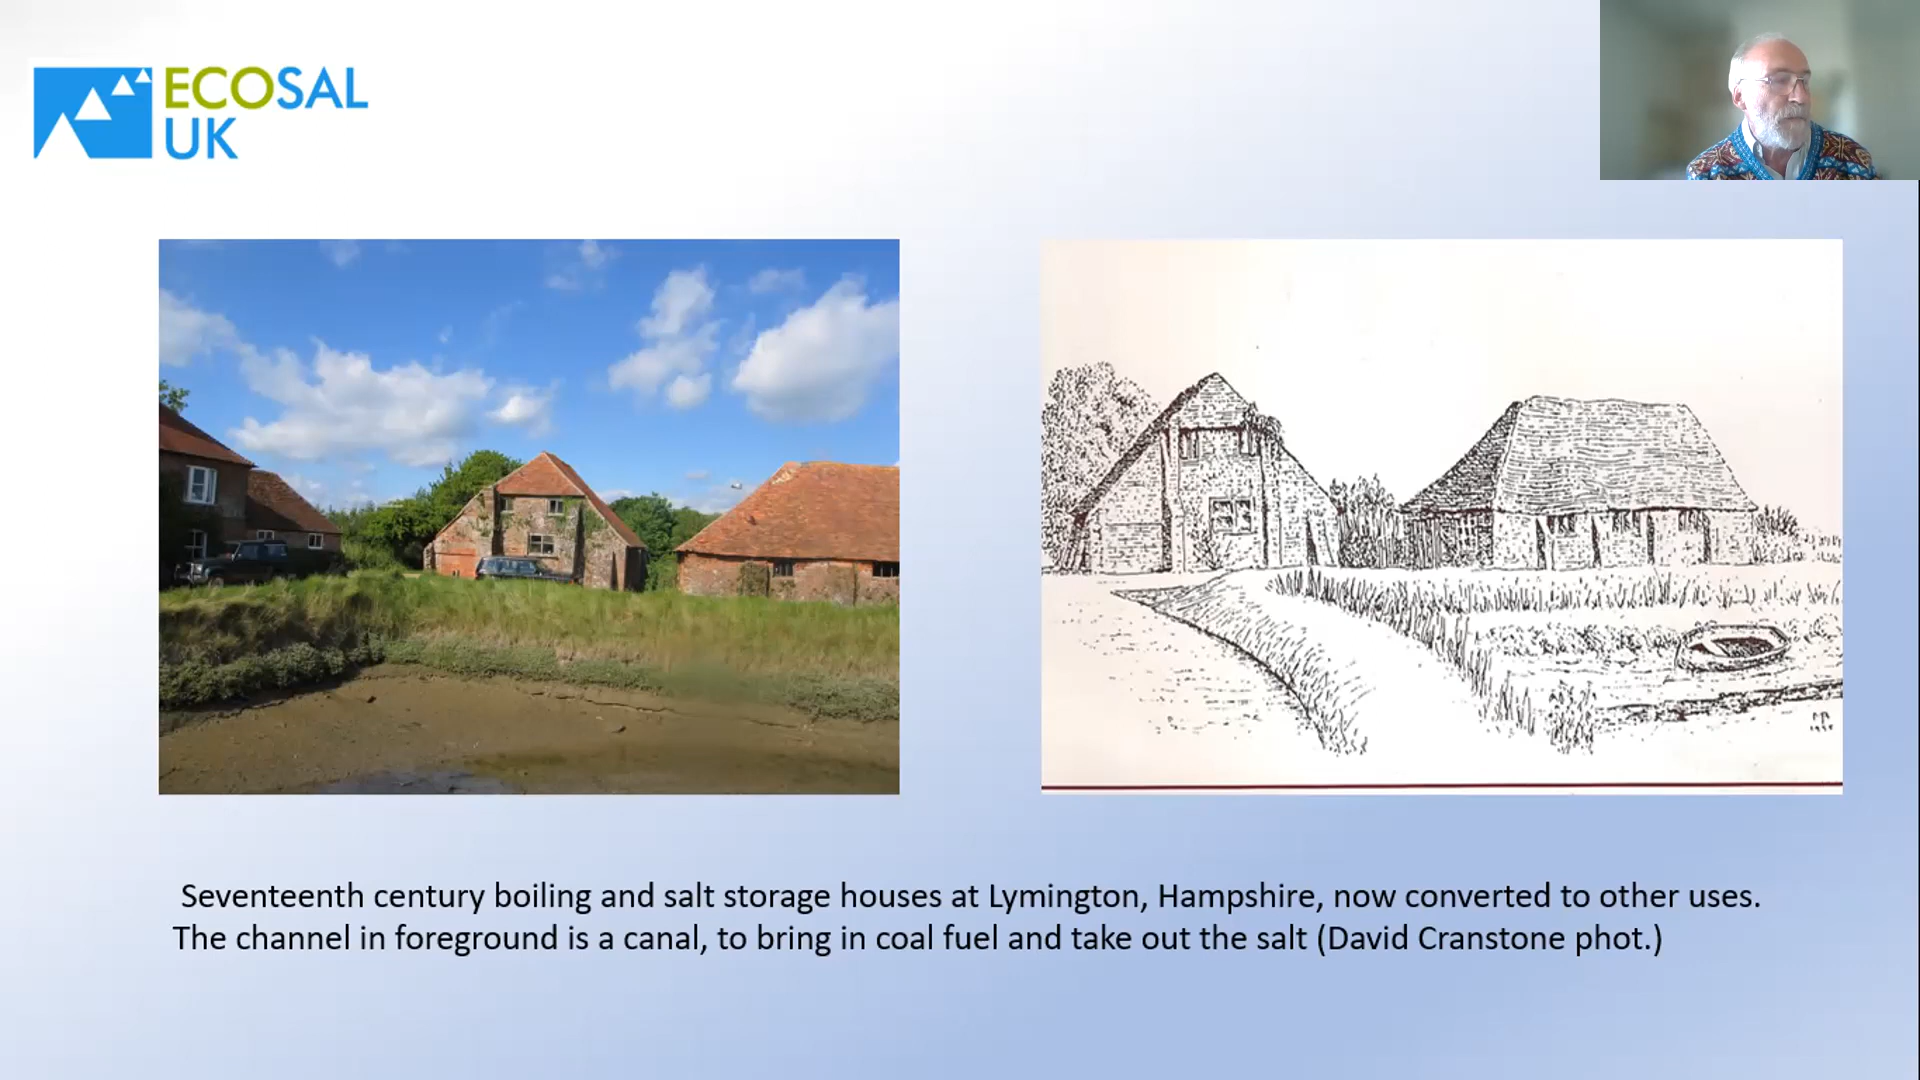 ECOSAL
UK
Seventeenth century boiling and salt storage houses at Lymington, Hampshire, now converted to other uses.
The channel in foreground is a canal, to bring in coal fuel and take out the salt (David Cranstone phot.)